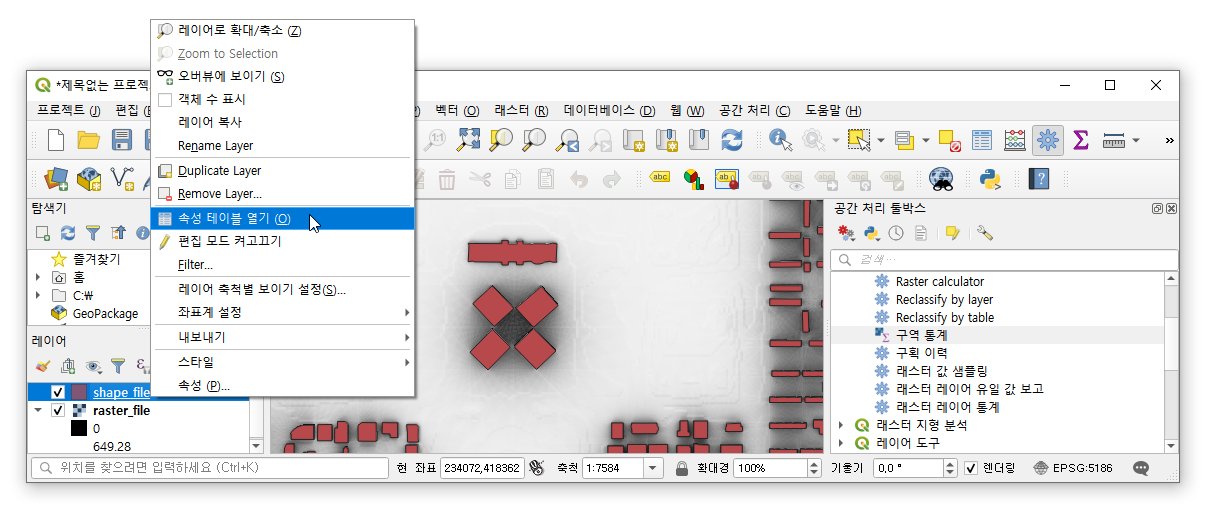 레이어로 확대/축소 (Z)
Zoom to Selection
오버뷰에 보이기 (S)
객체 수 표시
레이어 복사
Rename Layer
Duplicate Layer
Remove Layer...
속성 테이블 열기 (O)
편집 모드 켜고끄기
Filter...
레이어 축척별 보이기 설정(S)...
좌표계 설정
내보내기
스타일
속성 (P)...
*제목없는 프로젝트
프로젝트 (J) 편집 벡터 (O) 래스터 (R) 데이터베이스 (D) 웹 (W) 공간 처리 (C) 도움말 (H)
1:1
»
abc ab abc abc abc abc abc
탐색기
즐겨찾기
홈
C:\
GeoPackage
레이어
shape_file
raster_file
0
649.28
공간 처리 툴박스
검색…
Raster calculator
Reclassify by layer
Reclassify by table
구역 통계
구획 이력
래스터 값 샘플링
래스터 레이어 유일 값 보고
래스터 레이어 통계
래스터 지형 분석
레이어 도구
위치를 찾으려면 입력하세요 (Ctrl+K) 현 좌표 234072,418362 축척 1:7584 확대경 100% 기울기 0,0 ° 렌더링 EPSG:5186